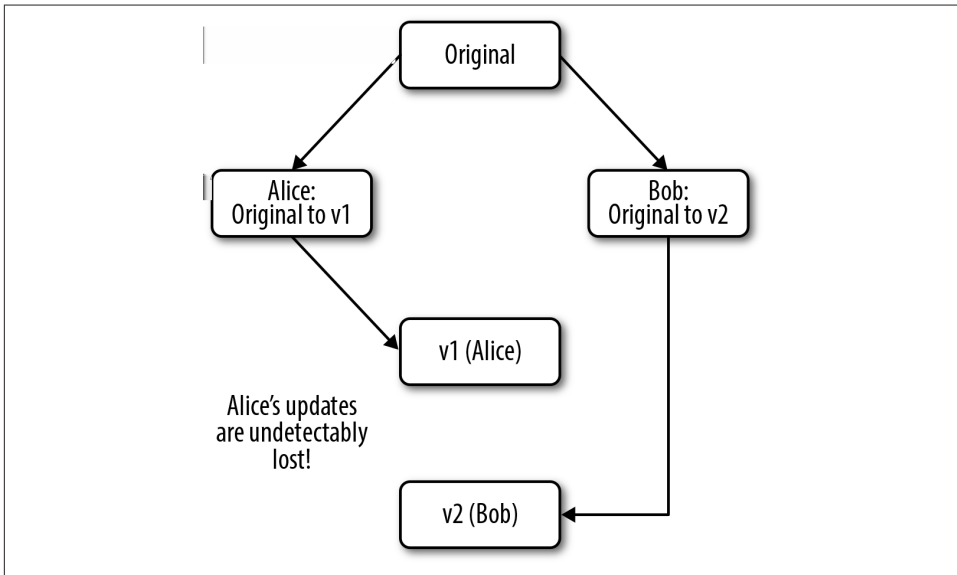 Original
Alice:
Original to v1
Bob:
Original to v2
v1 (Alice)
Alice’s updates
are undetectably
lost!
v2 (Bob)